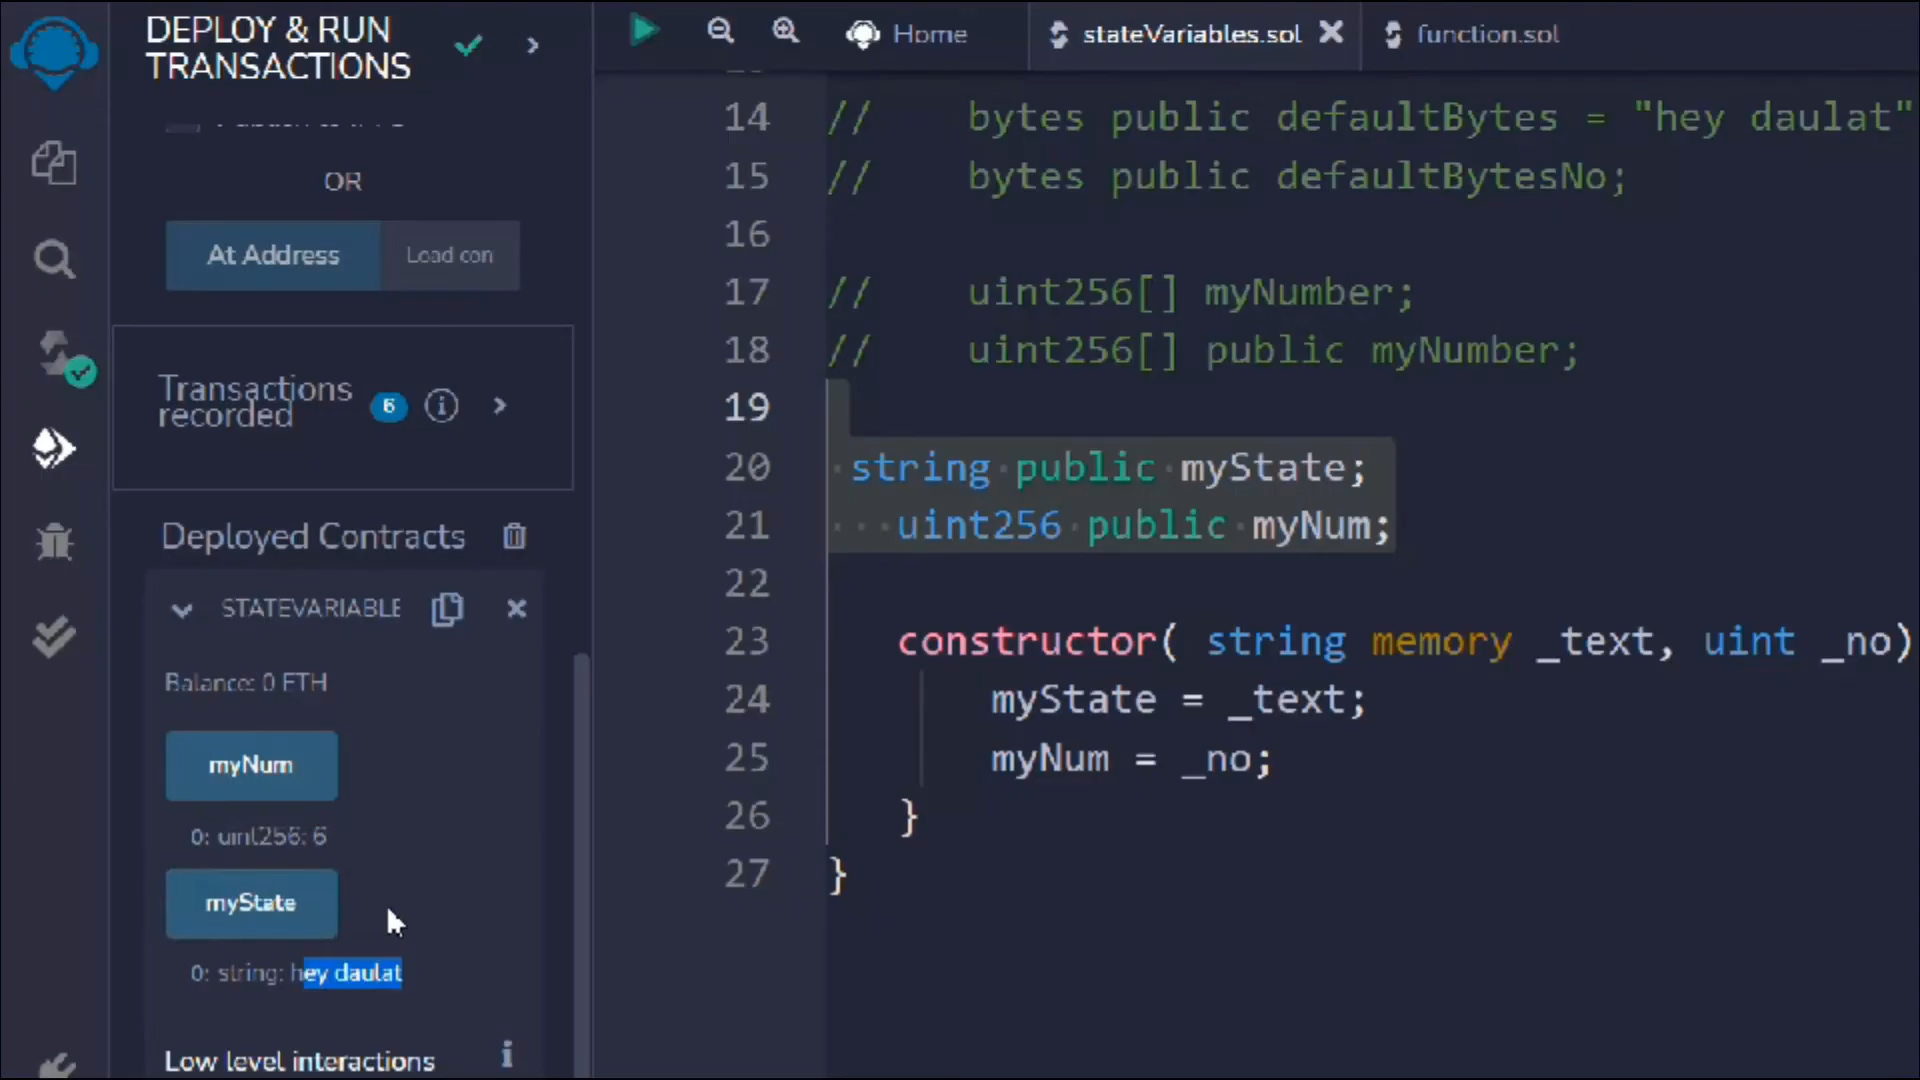 DEPLOY & RUN
TRANSACTIONS
OR
At Address
Load con
Transactions
recorded
6
Deployed Contracts
STATEVARIABLE
Balance: 0 ETH
myNum
0: uint256: 6
myState
0: string: hey daulat
Low level interactions
Home
stateVariables.sol
function.sol
14 // bytes public defaultBytes = "hey daulat"
15 // bytes public defaultBytesNo;
16
17 // uint256[] myNumber;
18 // uint256[] public myNumber;
19
20 string public myState;
21 uint256 public myNum;
22
23 constructor( string memory _text, uint _no)
24 myState = _text;
25 myNum = _no;
26 }
27 }